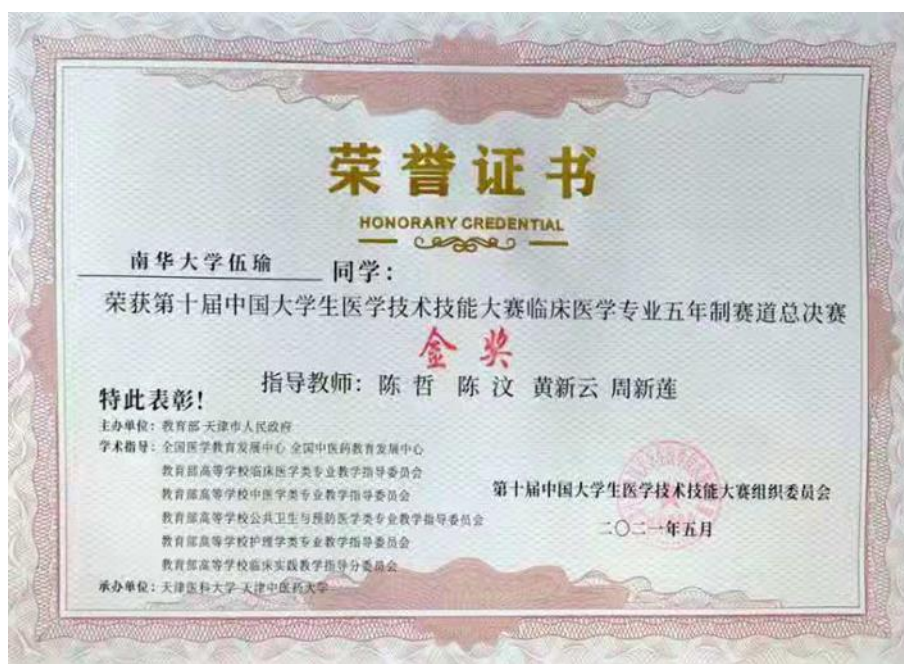 荣誉证书
HONORARY CREDENTIAL
南华大学伍瑜 同学：
荣获第十届中国大学生医学技术技能大赛临床医学专业五年制赛道总决赛
金奖
指导教师：陈哲 陈汶 黄新云 周新莲
特此表彰！
主办单位：教育部 天津市人民政府
学术指导：全国医学教育发展中心 全国中医药教育发展中心
教育部高等学校临床医学类专业教学指导委员会
教育部高等学校中医学类专业教学指导委员会
教育部高等学校公共卫生与预防医学类专业教学指导委员会
教育部高等学校护理学类专业教学指导委员会
教育部高等学校临床实践教学指导分委员会
承办单位：天津医科大学 天津中医药大学
第十届中国大学生医学技术技能大赛组织委员会
二〇二一年五月